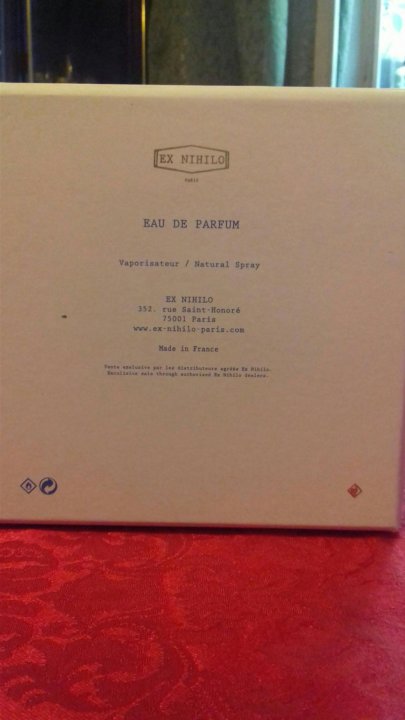 EX NIHILO
PARIS
EAU DE PARFUM
Vaporisateur / Natural Spray
EX NIHILO
352, rue Saint-Honoré
75001 Paris
www.ex-nihilo-paris.com
Made in France
Vente exclusive par les distributeurs agréés Ex Nihilo.
Exculisive sale through authorized Ex Nihilo dealers.